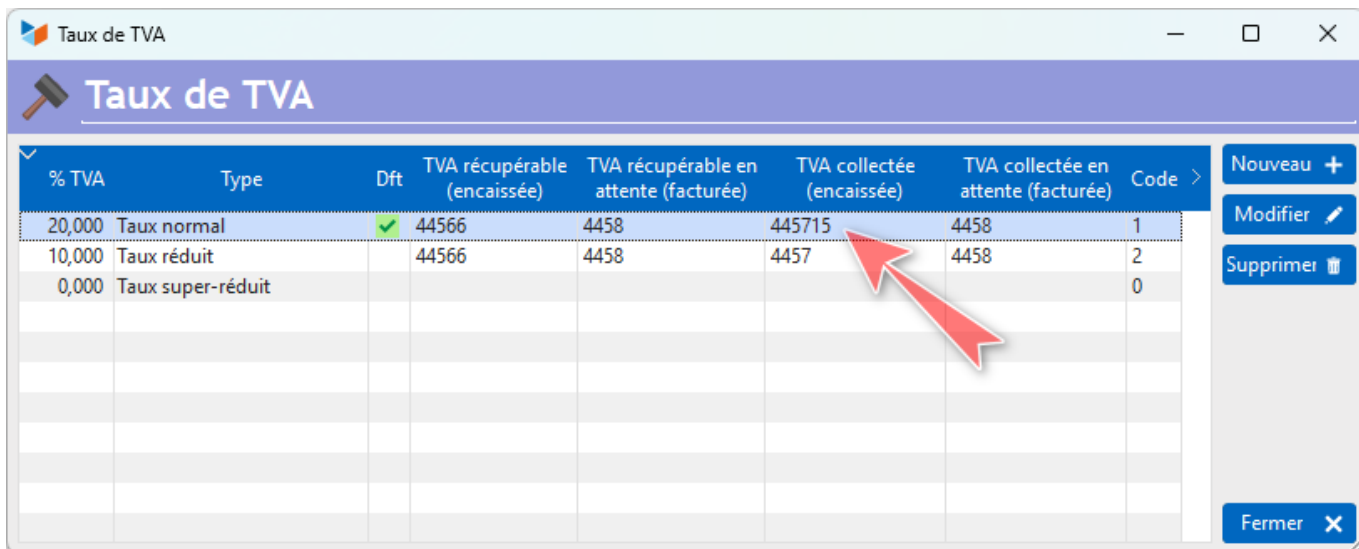 Taux de TVA
Taux de TVA
% TVA Type Dft TVA récupérable (encaissée) TVA récupérable en attente (facturée) TVA collectée (encaissée) TVA collectée en attente (facturée) Code
20,000 Taux normal 44566 4458 445715 4458 1
10,000 Taux réduit 44566 4458 4457 4458 2
0,000 Taux super-réduit 0
Nouveau
Modifier
Supprimer
Fermer